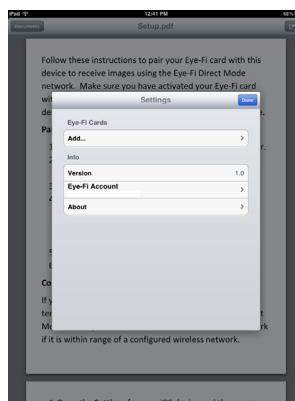 iPad
12:41 PM
68%
Documents
Setup.pdf
Follow these instructions to pair your Eye-Fi card with this
device to receive images using the Eye-Fi Direct Mode
network. Make sure you have activated your Eye-Fi card
Settings
Done
Eye-Fi Cards
Add...
Info
Version 1.0
Eye-Fi Account
About
if it is within range of a configured wireless network.